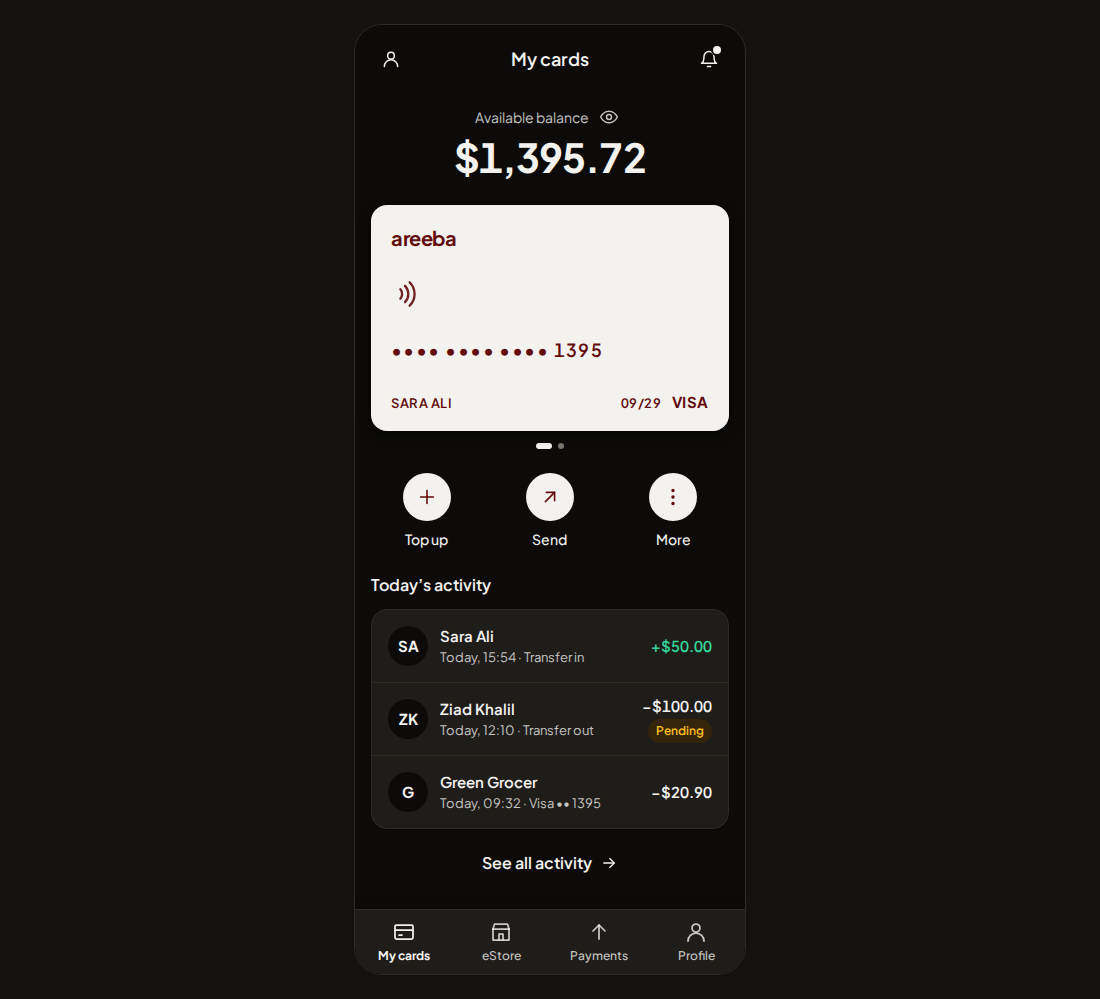 My cards
Available balance
$1,395.72
areeba
•••• •••• •••• 1395
SARA ALI 09/29 VISA
Top up Send More
Today’s activity
SA Sara Ali +$50.00
Today, 15:54 · Transfer in
ZK Ziad Khalil −$100.00
Today, 12:10 · Transfer out Pending
G Green Grocer −$20.90
Today, 09:32 · Visa •• 1395
See all activity →
My cards eStore Payments Profile